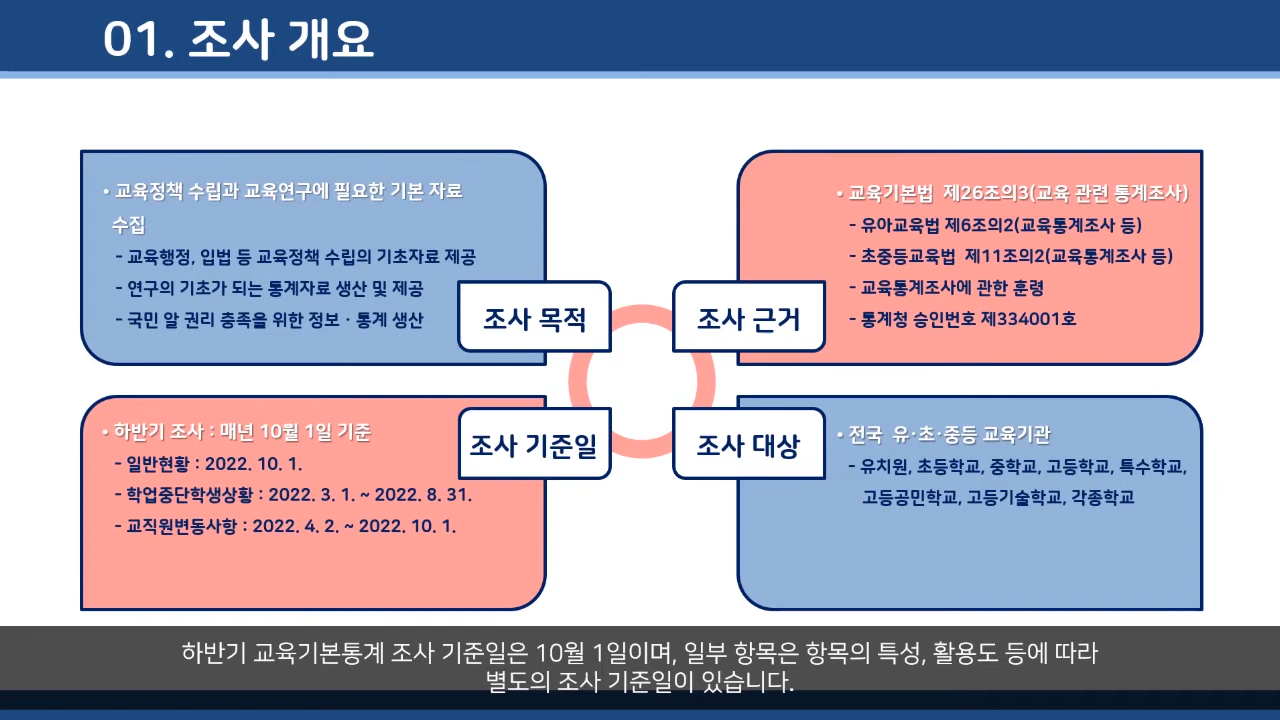 01. 조사 개요
• 교육정책 수립과 교육연구에 필요한 기본 자료
수집
- 교육행정, 입법 등 교육정책 수립의 기초자료 제공
- 연구의 기초가 되는 통계자료 생산 및 제공
- 국민 알 권리 충족을 위한 정보 · 통계 생산
조사 목적
• 교육기본법 제26조의3(교육 관련 통계조사)
- 유아교육법 제6조의2(교육통계조사 등)
- 초중등교육법 제11조의2(교육통계조사 등)
- 교육통계조사에 관한 훈령
- 통계청 승인번호 제334001호
조사 근거
• 하반기 조사 : 매년 10월 1일 기준
- 일반현황 : 2022. 10. 1.
- 학업중단학생상황 : 2022. 3. 1. ~ 2022. 8. 31.
- 교직원변동사항 : 2022. 4. 2. ~ 2022. 10. 1.
조사 기준일
조사 대상
• 전국 유·초·중등 교육기관
- 유치원, 초등학교, 중학교, 고등학교, 특수학교,
고등공민학교, 고등기술학교, 각종학교
하반기 교육기본통계 조사 기준일은 10월 1일이며, 일부 항목은 항목의 특성, 활용도 등에 따라
별도의 조사 기준일이 있습니다.